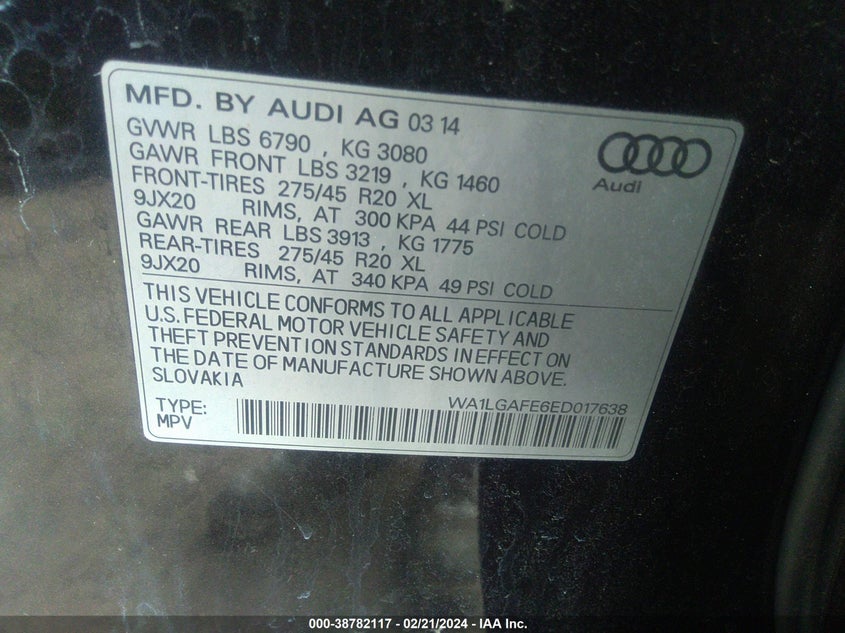 MFD. BY AUDI AG 03 14
GVWR LBS 6790 , KG 3080
GAWR FRONT LBS 3219 , KG 1460
FRONT-TIRES 275/45 R20 XL
9JX20 RIMS, AT 300 KPA 44 PSI COLD
GAWR REAR LBS 3913 , KG 1775
REAR-TIRES 275/45 R20 XL
9JX20 RIMS, AT 340 KPA 49 PSI COLD
Audi
THIS VEHICLE CONFORMS TO ALL APPLICABLE
U.S. FEDERAL MOTOR VEHICLE SAFETY AND
THEFT PREVENTION STANDARDS IN EFFECT ON
THE DATE OF MANUFACTURE SHOWN ABOVE.
SLOVAKIA
WA1LGAFE6ED017638
TYPE:
MPV
000-38782117 - 02/21/2024 - IAA Inc.